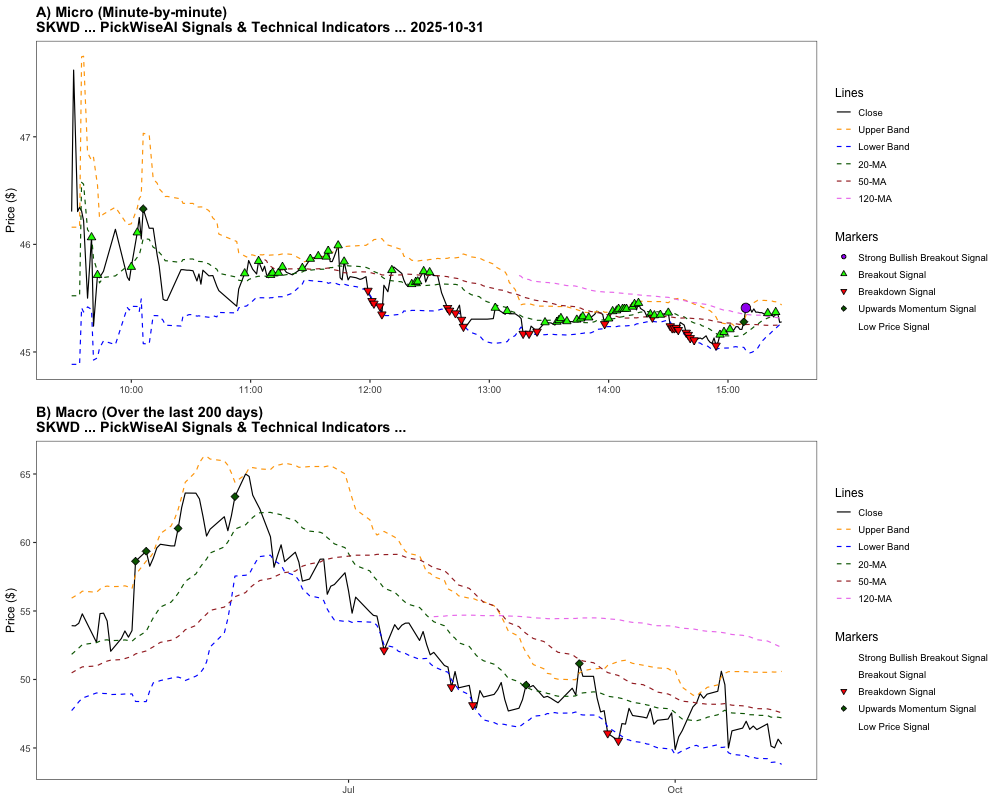 A) Micro (Minute-by-minute)
SKWD ... PickWiseAI Signals & Technical Indicators ... 2025-10-31
Price ($)
47
46
45
10:00
11:00
12:00
13:00
14:00
15:00
Lines
Close
Upper Band
Lower Band
20-MA
50-MA
120-MA
Markers
Strong Bullish Breakout Signal
Breakout Signal
Breakdown Signal
Upwards Momentum Signal
Low Price Signal
B) Macro (Over the last 200 days)
SKWD ... PickWiseAI Signals & Technical Indicators ...
Price ($)
65
60
55
50
45
Jul
Oct
Lines
Close
Upper Band
Lower Band
20-MA
50-MA
120-MA
Markers
Strong Bullish Breakout Signal
Breakout Signal
Breakdown Signal
Upwards Momentum Signal
Low Price Signal